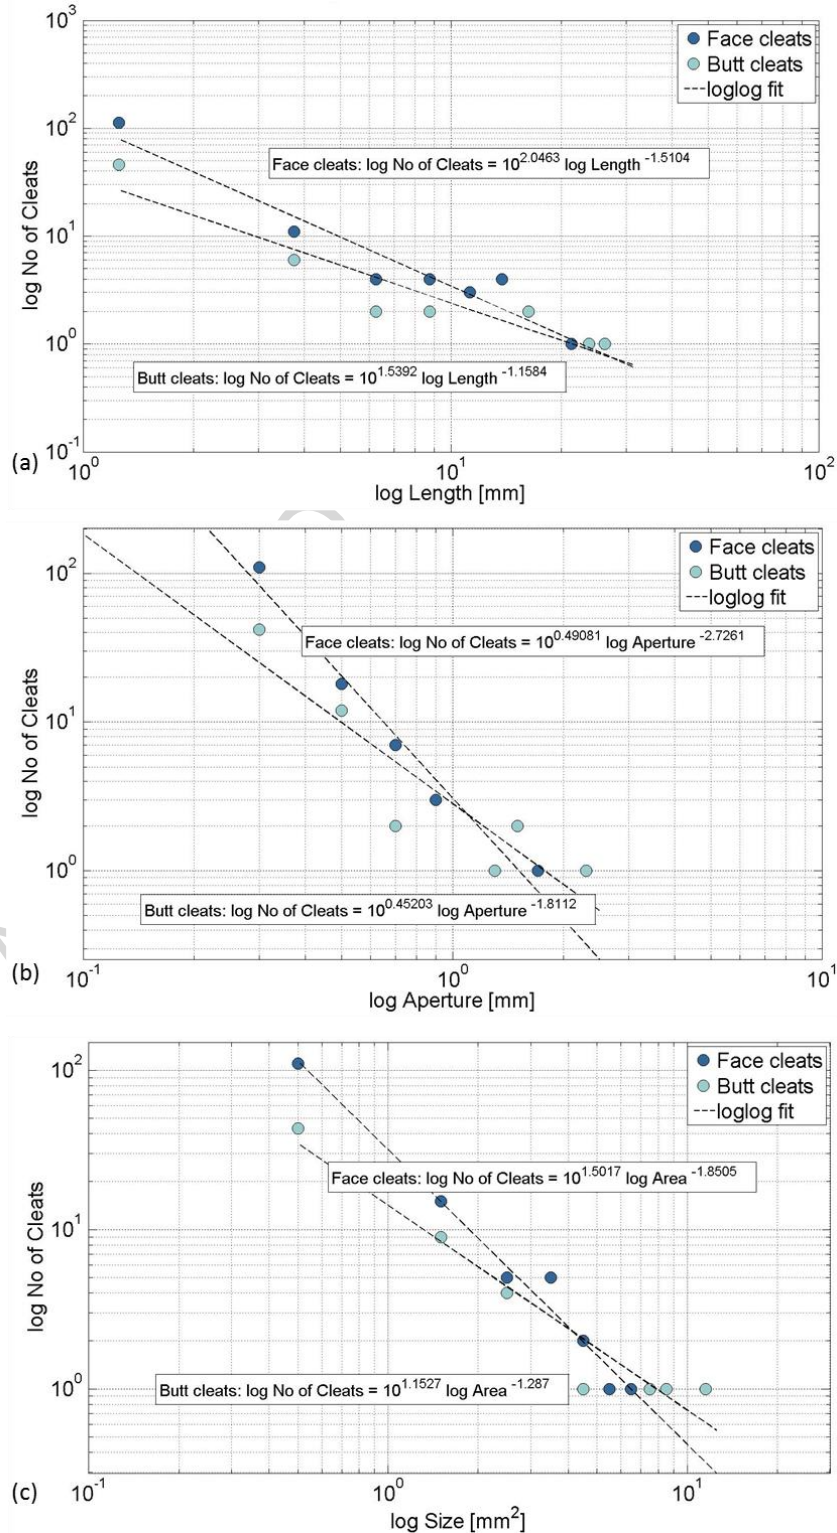 10^3
Face cleats
Butt cleats
loglog fit
10^2
Face cleats: log No of Cleats = 10^2.0463 log Length ^-1.5104
log No of Cleats
10^1
10^0
Butt cleats: log No of Cleats = 10^1.5392 log Length ^-1.1584
10^-1
(a)
10^0
10^1
10^2
log Length [mm]
Face cleats
Butt cleats
loglog fit
10^2
Face cleats: log No of Cleats = 10^0.49081 log Aperture ^-2.7261
log No of Cleats
10^1
10^0
Butt cleats: log No of Cleats = 10^0.45203 log Aperture ^-1.8112
(b)
10^-1
10^0
10^1
log Aperture [mm]
Face cleats
Butt cleats
loglog fit
10^2
Face cleats: log No of Cleats = 10^1.5017 log Area ^-1.8505
log No of Cleats
10^1
10^0
Butt cleats: log No of Cleats = 10^1.1527 log Area ^-1.287
(c)
10^-1
10^0
10^1
log Size [mm^2]